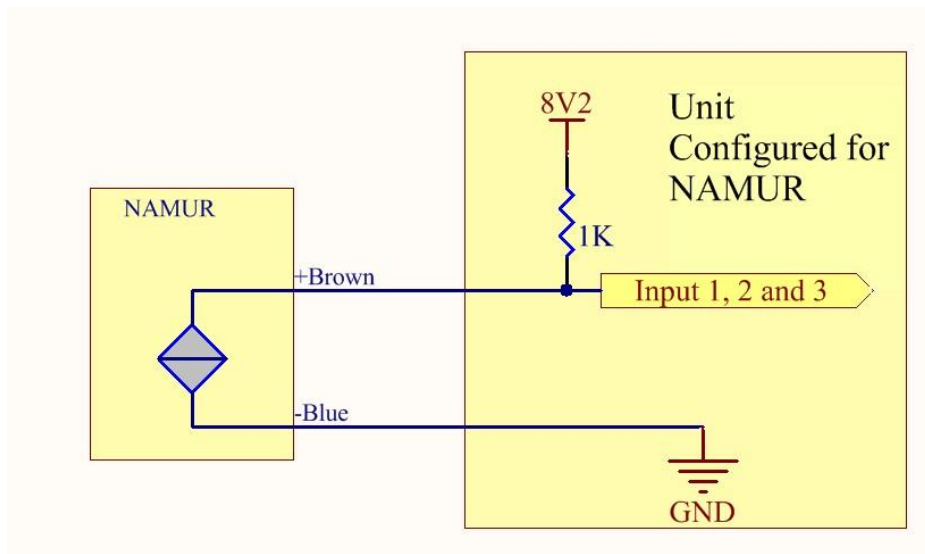 8V2
Unit
Configured for
NAMUR
NAMUR
1K
+Brown
Input 1, 2 and 3
-Blue
GND